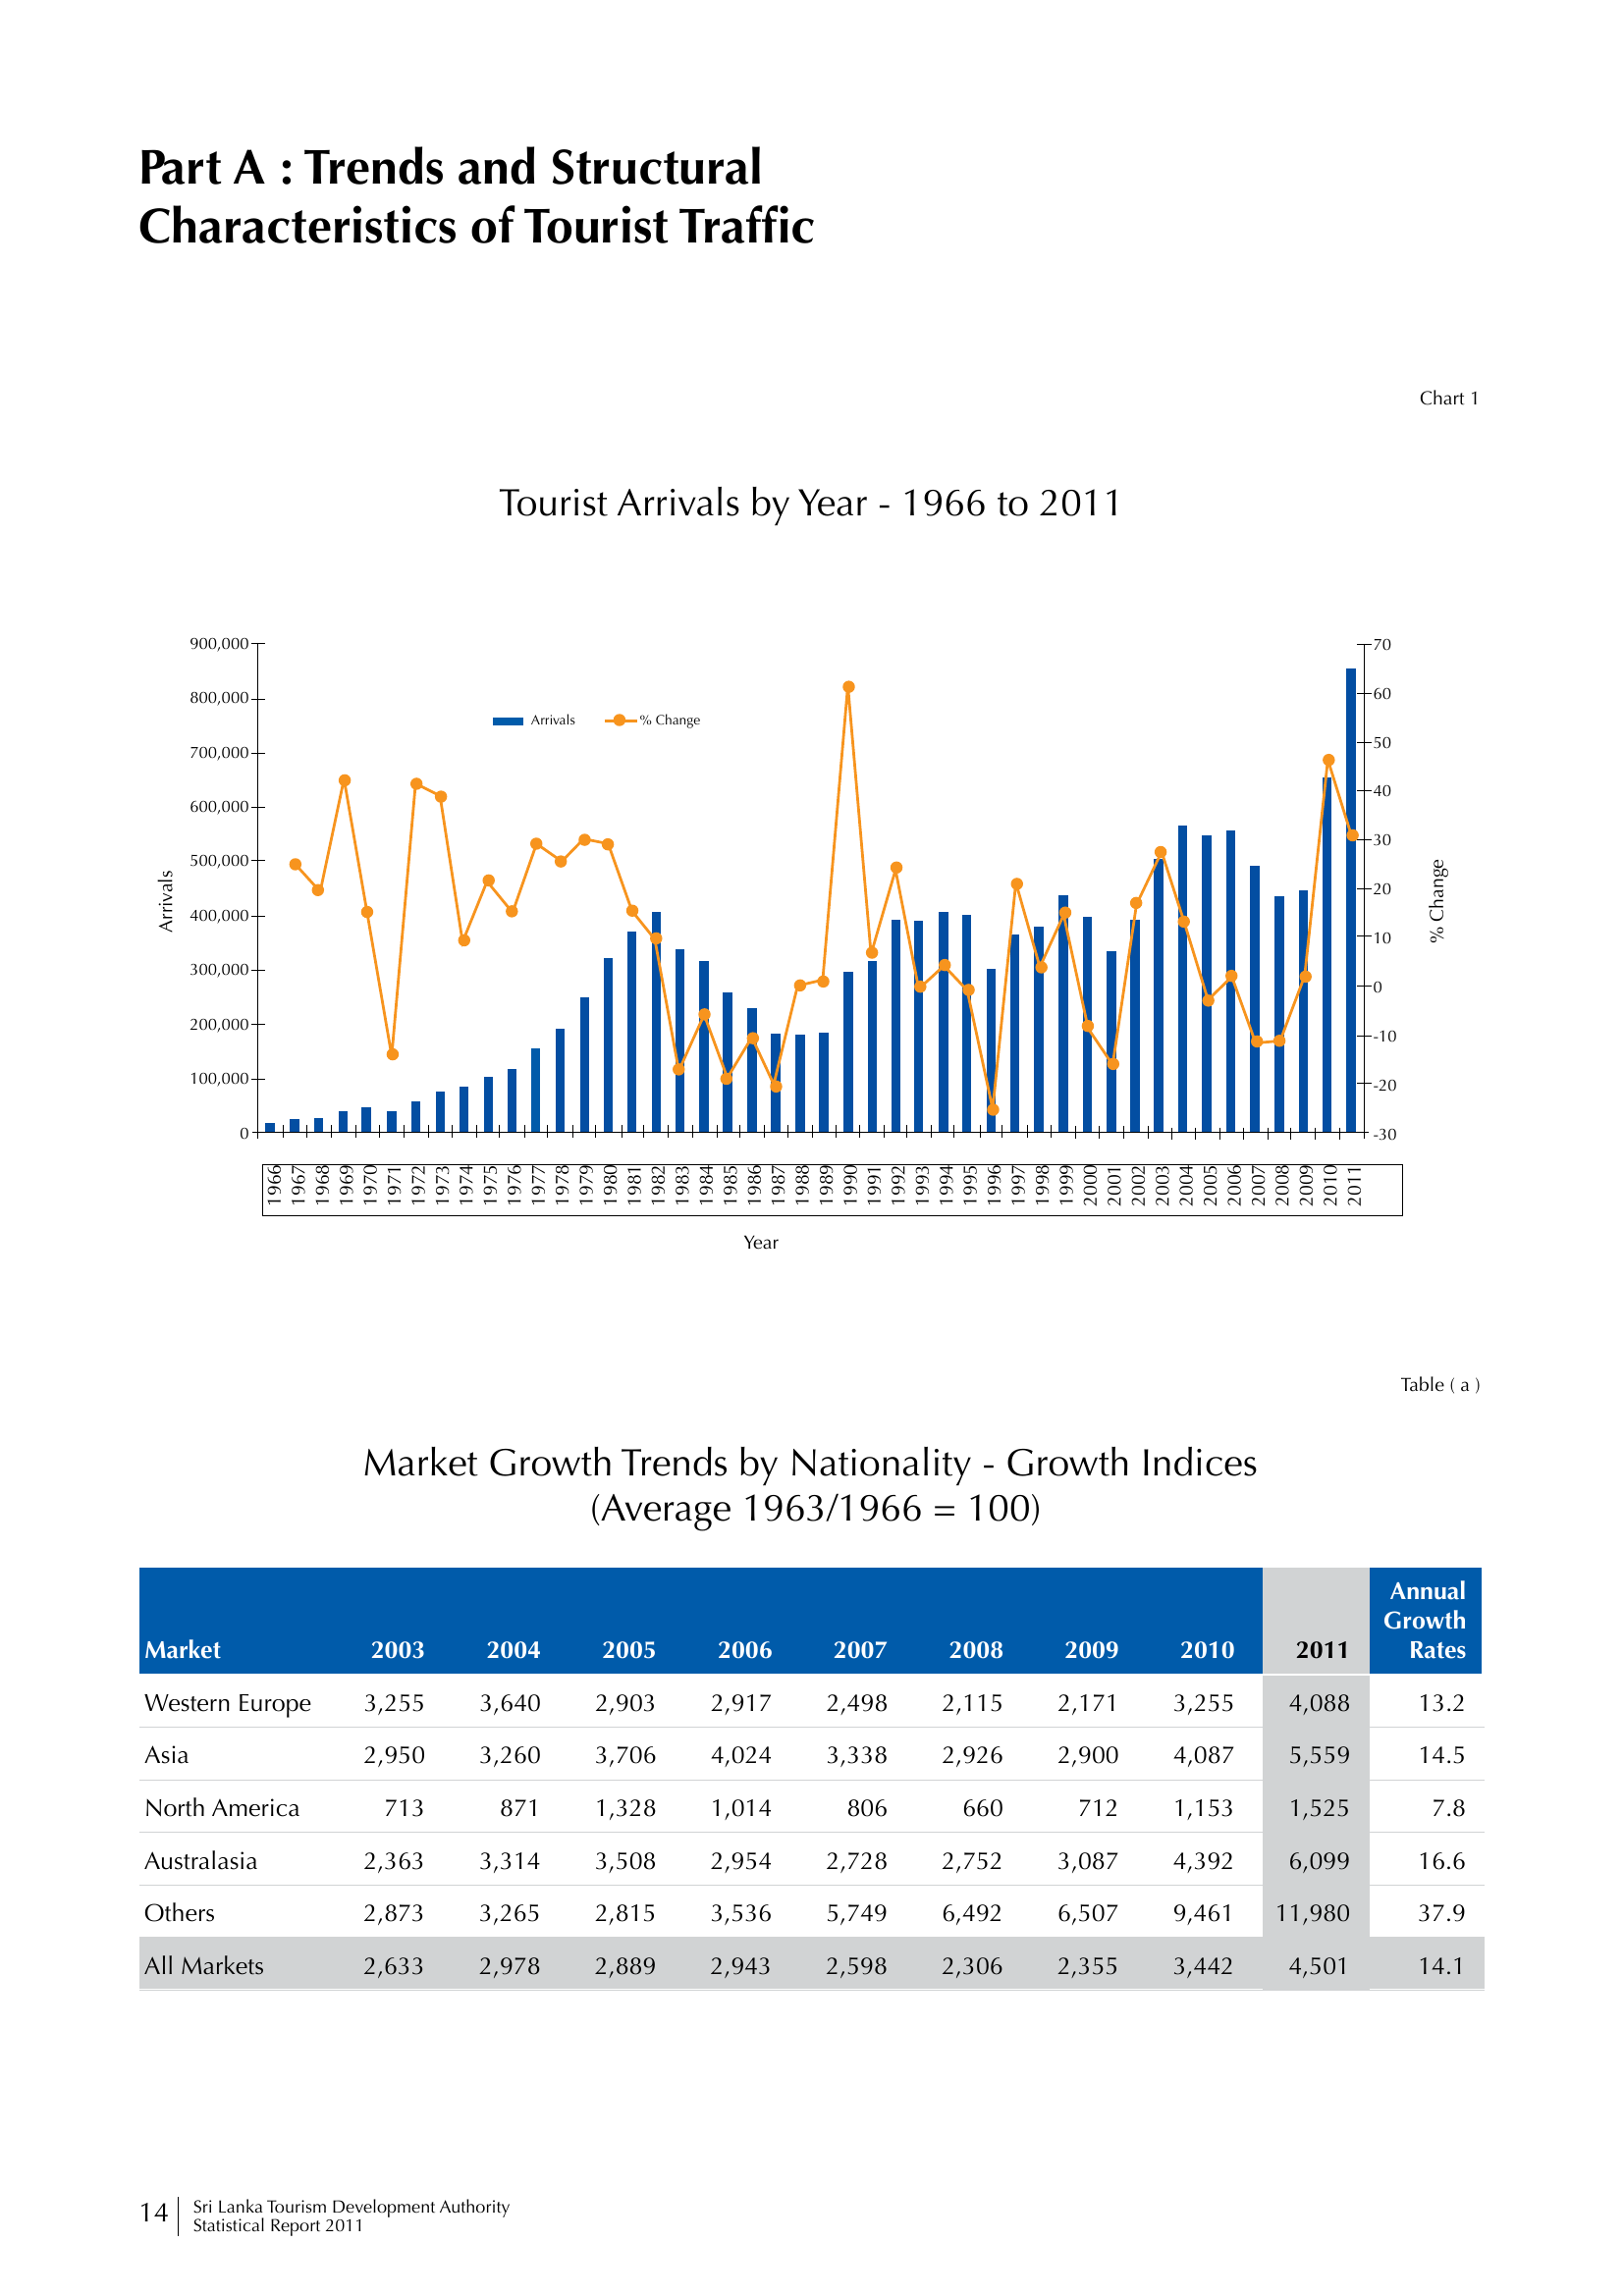 Part A : Trends and Structural
Characteristics of Tourist Traffic
Chart 1
Tourist Arrivals by Year - 1966 to 2011
900,000
800,000
700,000
600,000
500,000
400,000
300,000
200,000
100,000
0
Arrivals
Arrivals
% Change
70
60
50
40
30
20
10
0
-10
-20
-30
% Change
1966 1967 1968 1969 1970 1971 1972 1973 1974 1975 1976 1977 1978 1979 1980 1981 1982 1983 1984 1985 1986 1987 1988 1989 1990 1991 1992 1993 1994 1995 1996 1997 1998 1999 2000 2001 2002 2003 2004 2005 2006 2007 2008 2009 2010 2011
Year
Table ( a )
Market Growth Trends by Nationality - Growth Indices
(Average 1963/1966 = 100)
Annual
Growth
Market 2003 2004 2005 2006 2007 2008 2009 2010 2011 Rates
Western Europe 3,255 3,640 2,903 2,917 2,498 2,115 2,171 3,255 4,088 13.2
Asia 2,950 3,260 3,706 4,024 3,338 2,926 2,900 4,087 5,559 14.5
North America 713 871 1,328 1,014 806 660 712 1,153 1,525 7.8
Australasia 2,363 3,314 3,508 2,954 2,728 2,752 3,087 4,392 6,099 16.6
Others 2,873 3,265 2,815 3,536 5,749 6,492 6,507 9,461 11,980 37.9
All Markets 2,633 2,978 2,889 2,943 2,598 2,306 2,355 3,442 4,501 14.1
14
Sri Lanka Tourism Development Authority
Statistical Report 2011